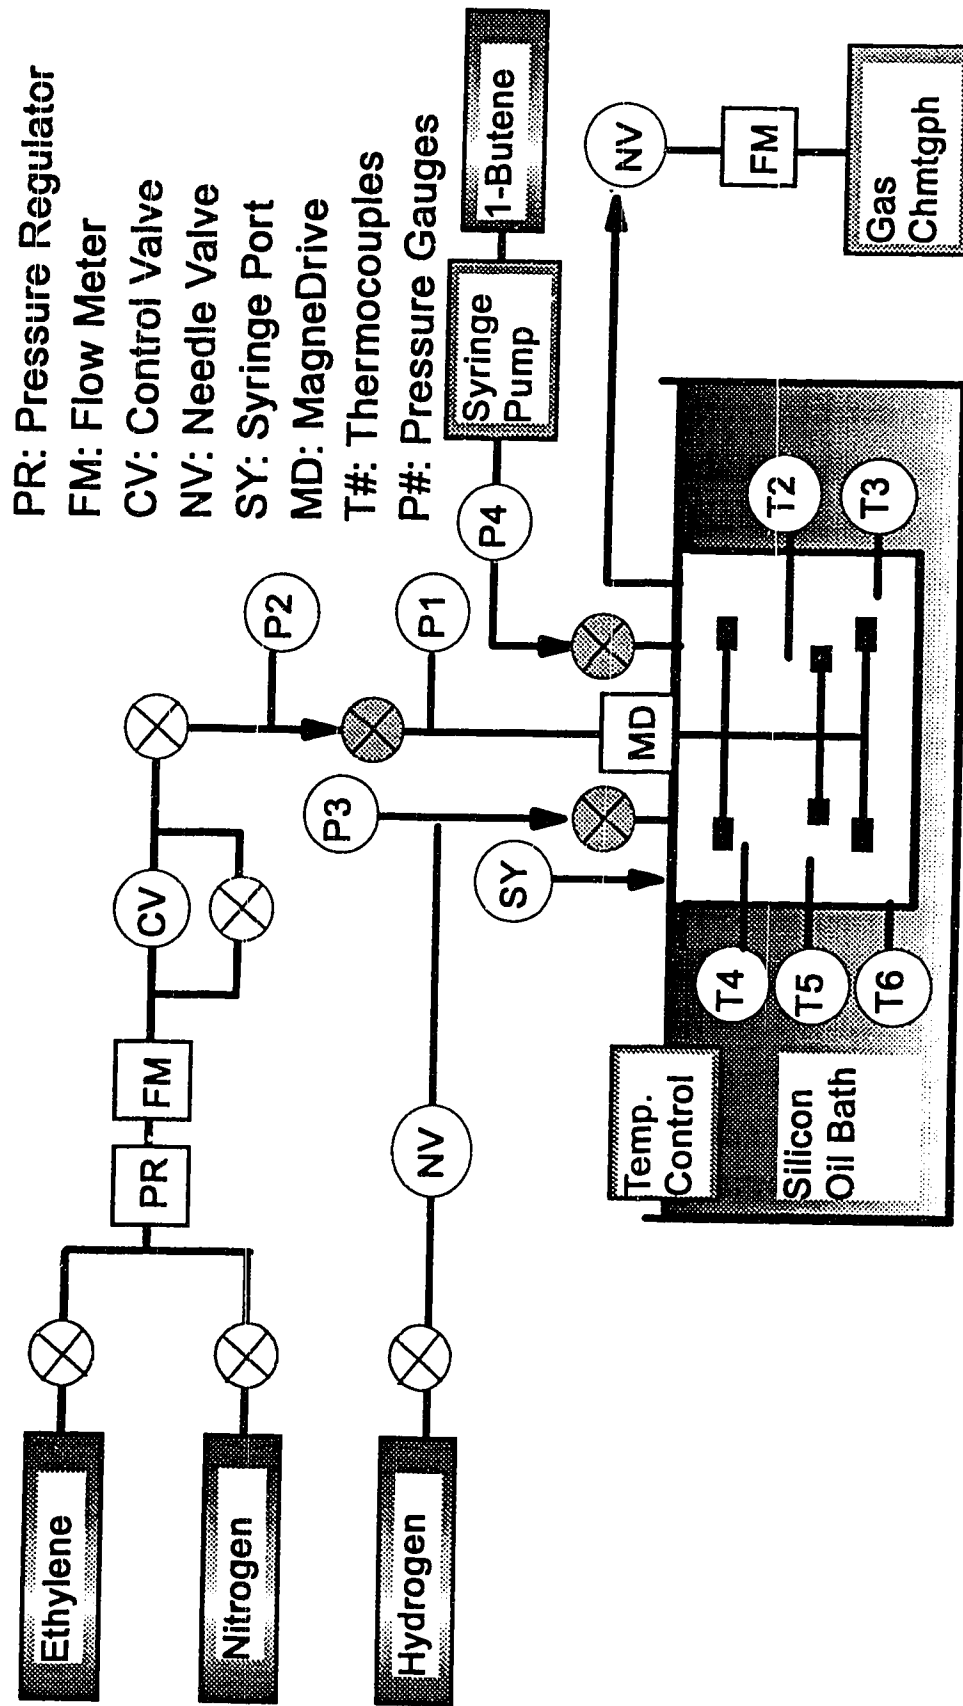 PR: Pressure Regulator
FM: Flow Meter
CV: Control Valve
NV: Needle Valve
SY: Syringe Port
MD: MagneDrive
T#: Thermocouples
P#: Pressure Gauges
Ethylene
Nitrogen
Hydrogen
PR
FM
CV
P2
P1
P3
NV
SY
MD
P4
Syringe
Pump
1-Butene
NV
FM
Gas
Chmtgph
Temp.
Control
Silicon
Oil Bath
T4
T5
T6
T2
T3